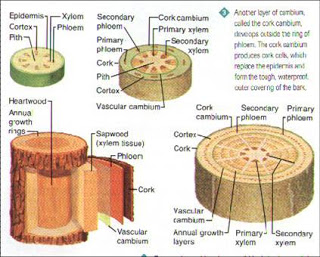 Epidermis
Cortex
Pith
Xylem
Phloem
Secondary
phloem
Primary
phloem
Cork
Pith
Cortex
Cork cambium
Primary xylem
Secondary
xylem
Vascular cambium
Another layer of cambium,
called the cork cambium,
develops outside the ring of
phloem. The cork cambium
produces cork cells, which
replace the epidermis and
form the tough, waterproof,
outer covering of the bark.
Heartwood
Annual
growth
rings
Sapwood
(xylem tissue)
Phloem
Cork
Vascular
cambium
Cork
cambium
Secondary
phloem
Primary
phloem
Cortex
Cork
Vascular
cambium
Annual growth
layers
Primary
xylem
Secondary
xylem